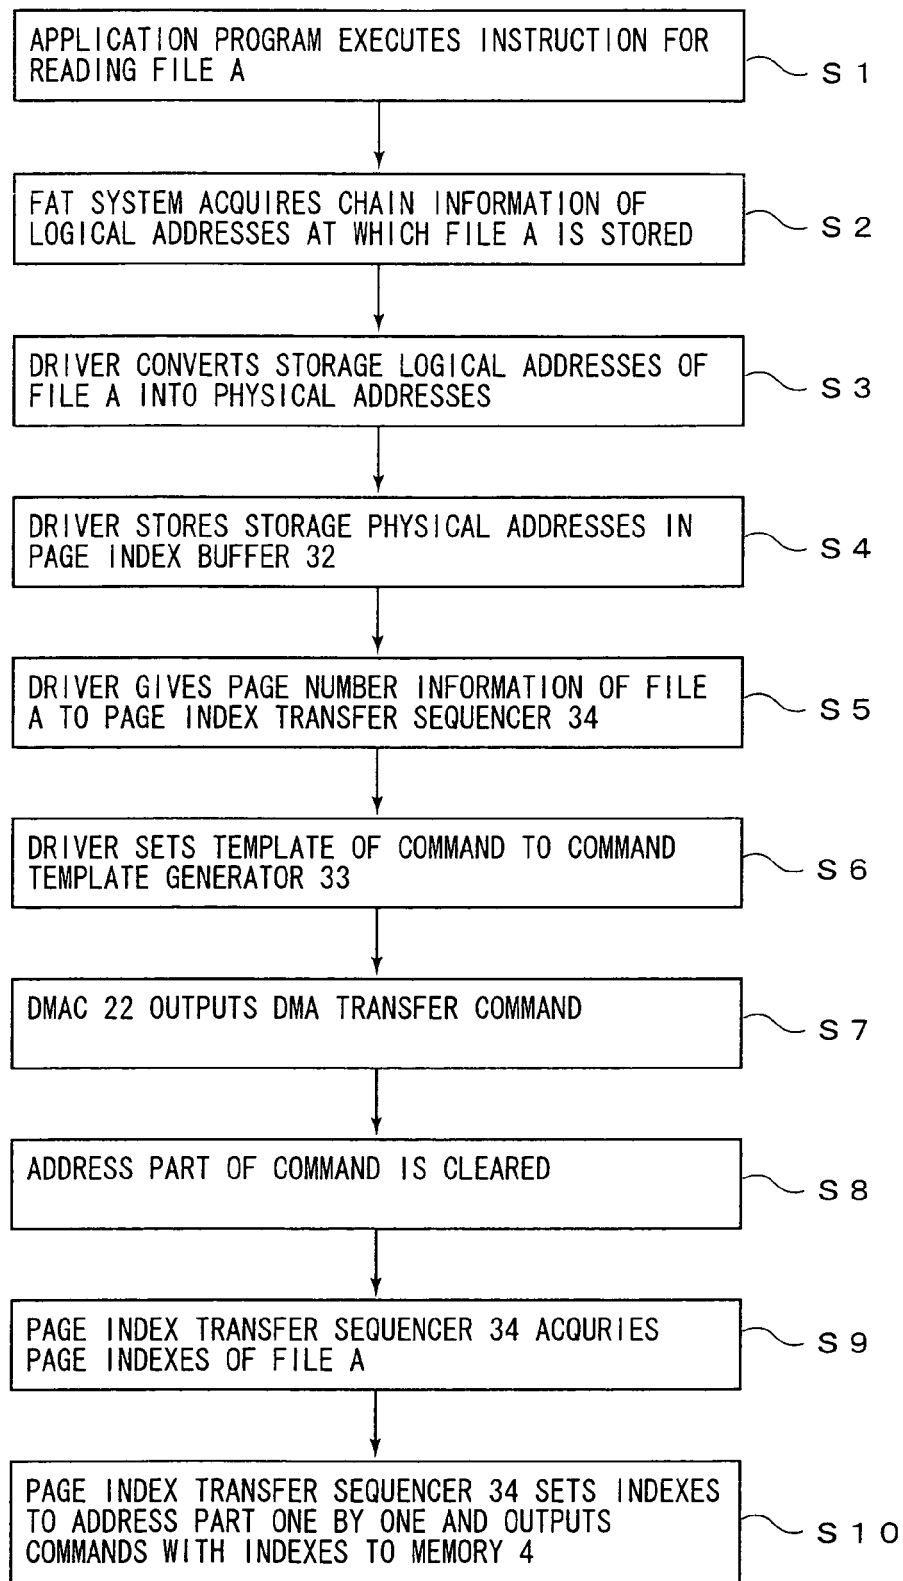 APPLICATION PROGRAM EXECUTES INSTRUCTION FOR
READING FILE A
S1
FAT SYSTEM ACQUIRES CHAIN INFORMATION OF
LOGICAL ADDRESSES AT WHICH FILE A IS STORED
S2
DRIVER CONVERTS STORAGE LOGICAL ADDRESSES OF
FILE A INTO PHYSICAL ADDRESSES
S3
DRIVER STORES STORAGE PHYSICAL ADDRESSES IN
PAGE INDEX BUFFER 32
S4
DRIVER GIVES PAGE NUMBER INFORMATION OF FILE
A TO PAGE INDEX TRANSFER SEQUENCER 34
S5
DRIVER SETS TEMPLATE OF COMMAND TO COMMAND
TEMPLATE GENERATOR 33
S6
DMAC 22 OUTPUTS DMA TRANSFER COMMAND
S7
ADDRESS PART OF COMMAND IS CLEARED
S8
PAGE INDEX TRANSFER SEQUENCER 34 ACQURIES
PAGE INDEXES OF FILE A
S9
PAGE INDEX TRANSFER SEQUENCER 34 SETS INDEXES
TO ADDRESS PART ONE BY ONE AND OUTPUTS
COMMANDS WITH INDEXES TO MEMORY 4
S10